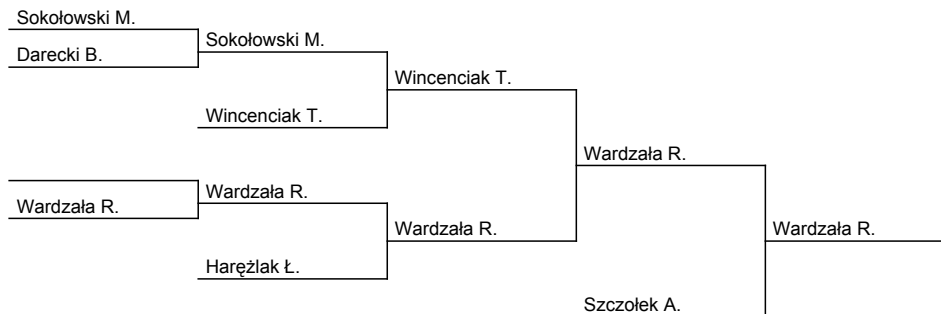 Sokołowski M.
Darecki B.
Sokołowski M.
Wincenciak T.
Wincenciak T.
Wardzała R.
Wardzała R.
Wardzała R.
Wardzała R.
Wardzała R.
Harężlak Ł.
Szczołek A.